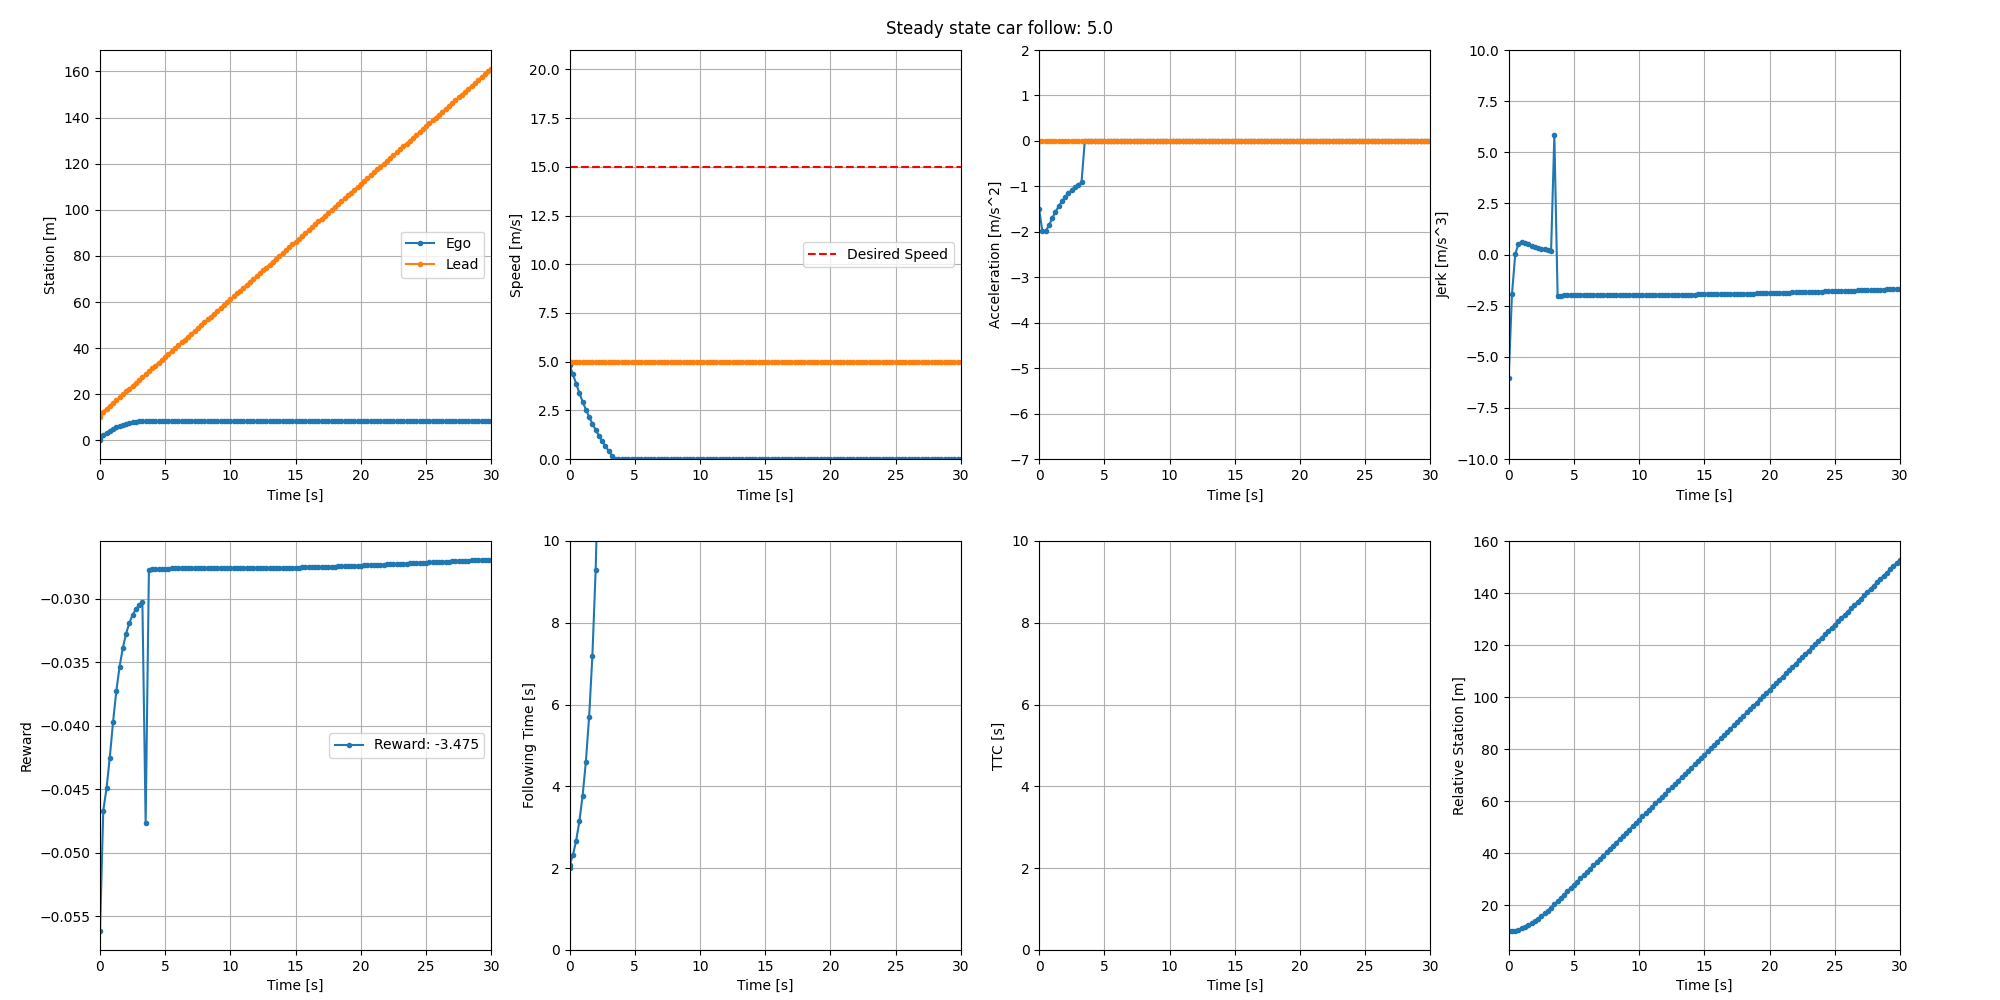 Steady state car follow: 5.0
160
140
120
100
80
60
40
20
0
Station [m]
Ego
Lead
0 5 10 15 20 25 30
Time [s]
20.0
17.5
15.0
12.5
10.0
7.5
5.0
2.5
0.0
Speed [m/s]
Desired Speed
0 5 10 15 20 25 30
Time [s]
2
1
0
−1
−2
−3
−4
−5
−6
−7
Acceleration [m/s^2]
0 5 10 15 20 25 30
Time [s]
10.0
7.5
5.0
2.5
0.0
−2.5
−5.0
−7.5
−10.0
Jerk [m/s^3]
0 5 10 15 20 25 30
Time [s]
−0.030
−0.035
−0.040
−0.045
−0.050
−0.055
Reward
Reward: -3.475
0 5 10 15 20 25 30
Time [s]
10
8
6
4
2
0
Following Time [s]
0 5 10 15 20 25 30
Time [s]
10
8
6
4
2
0
TTC [s]
0 5 10 15 20 25 30
Time [s]
160
140
120
100
80
60
40
20
Relative Station [m]
0 5 10 15 20 25 30
Time [s]